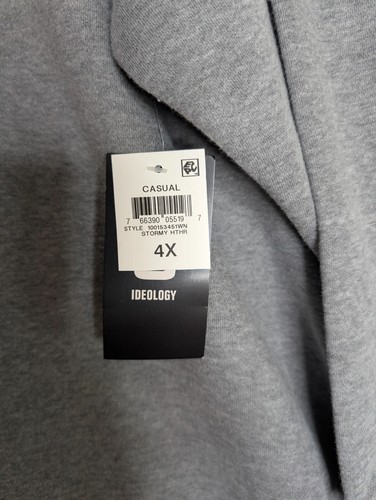 CASUAL
7 66390 05519 7
STYLE 100153451WN
STORMY HTHR
4X
IDEOLOGY